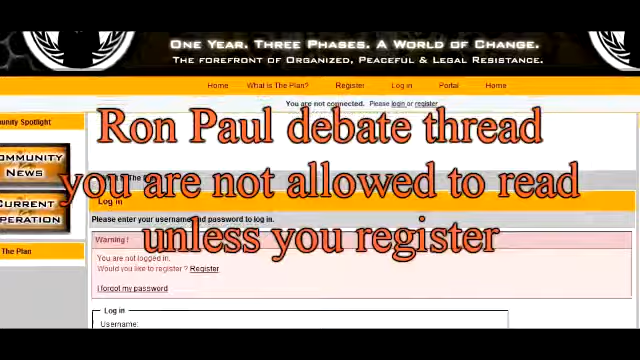 One Year. Three Phases. A World of Change.
The forefront of Organized, Peaceful & Legal Resistance.
Home What is The Plan? Register Log in Portal Home
You are not connected. Please login or register
unity Spotlight
Ron Paul debate thread
ommunity
News
you are not allowed to read
Log in
Current
peration
Please enter your username and password to log in.
unless you register
Warning !
The Plan
You are not logged in.
Would you like to register ? Register
I forgot my password
Log in
Username: